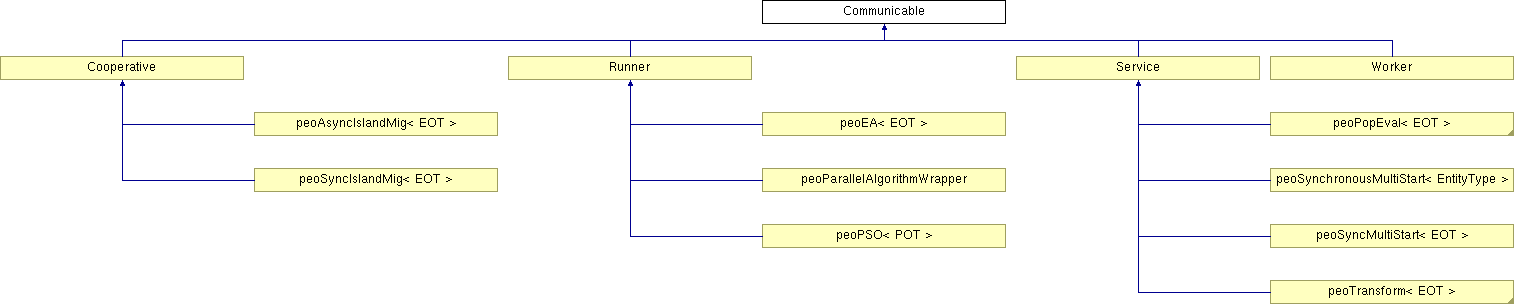 Communicable
Cooperative
Runner
Service
Worker
peoAsyncIslandMig< EOT >
peoEA< EOT >
peoPopEval< EOT >
peoSyncIslandMig< EOT >
peoParallelAlgorithmWrapper
peoSynchronousMultiStart< EntityType >
peoPSO< POT >
peoSyncMultiStart< EOT >
peoTransform< EOT >